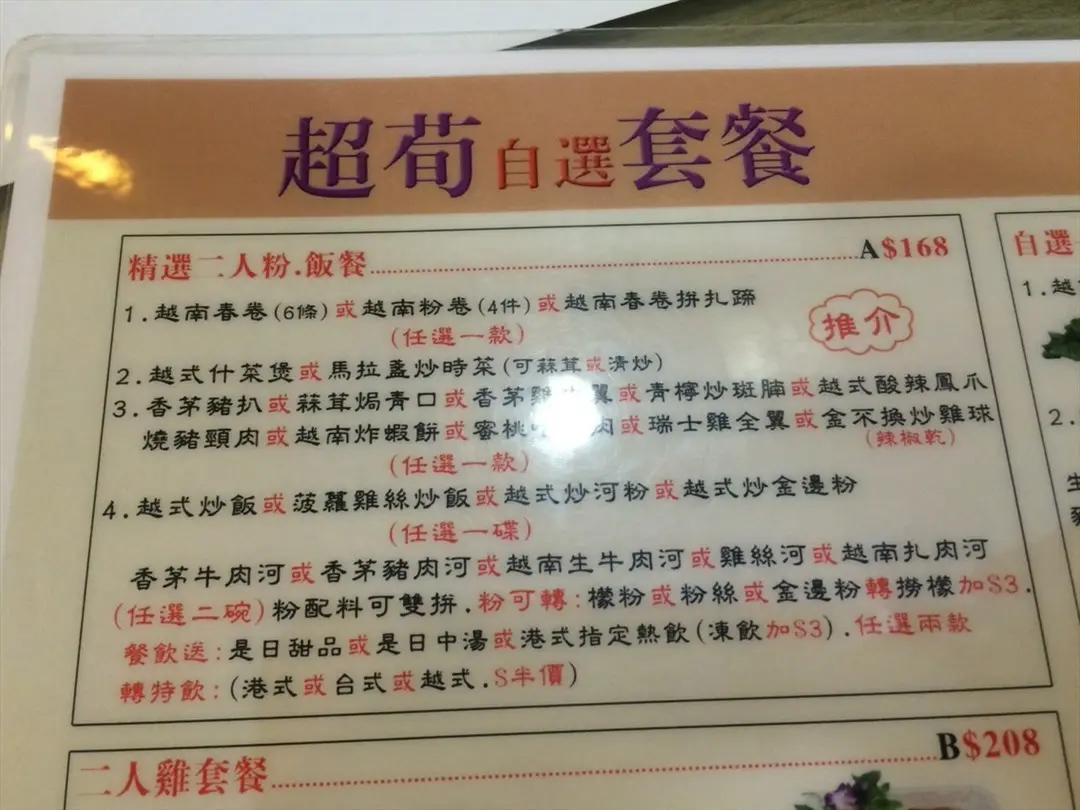 超荀自選套餐
精選二人粉.飯餐 A$168
1.越南春卷(6條)或越南粉卷(4件)或越南春卷拼扎蹄
(任選一款)
推介
2.越式什菜煲或馬拉盞炒時菜(可蒜茸或清炒)
3.香茅豬扒或蒜茸焗青口或香茅雞 翼或青檸炒斑腩或越式酸辣鳳爪
燒豬頸肉或越南炸蝦餅或蜜桃 肉或瑞士雞全翼或金不換炒雞球
(辣椒乾)
(任選一款)
4.越式炒飯或菠蘿雞絲炒飯或越式炒河粉或越式炒金邊粉
(任選一碟)
香茅牛肉河或香茅豬肉河或越南生牛肉河或雞絲河或越南扎肉河
(任選二碗)粉配料可雙拼.粉可轉:檬粉或粉絲或金邊粉轉撈檬加S3.
餐飲送:是日甜品或是日中湯或港式指定熱飲(凍飲加S3).任選兩款
轉特飲:(港式或台式或越式.S半價)
二人雞套餐 B$208
自選
1.越
2.
生